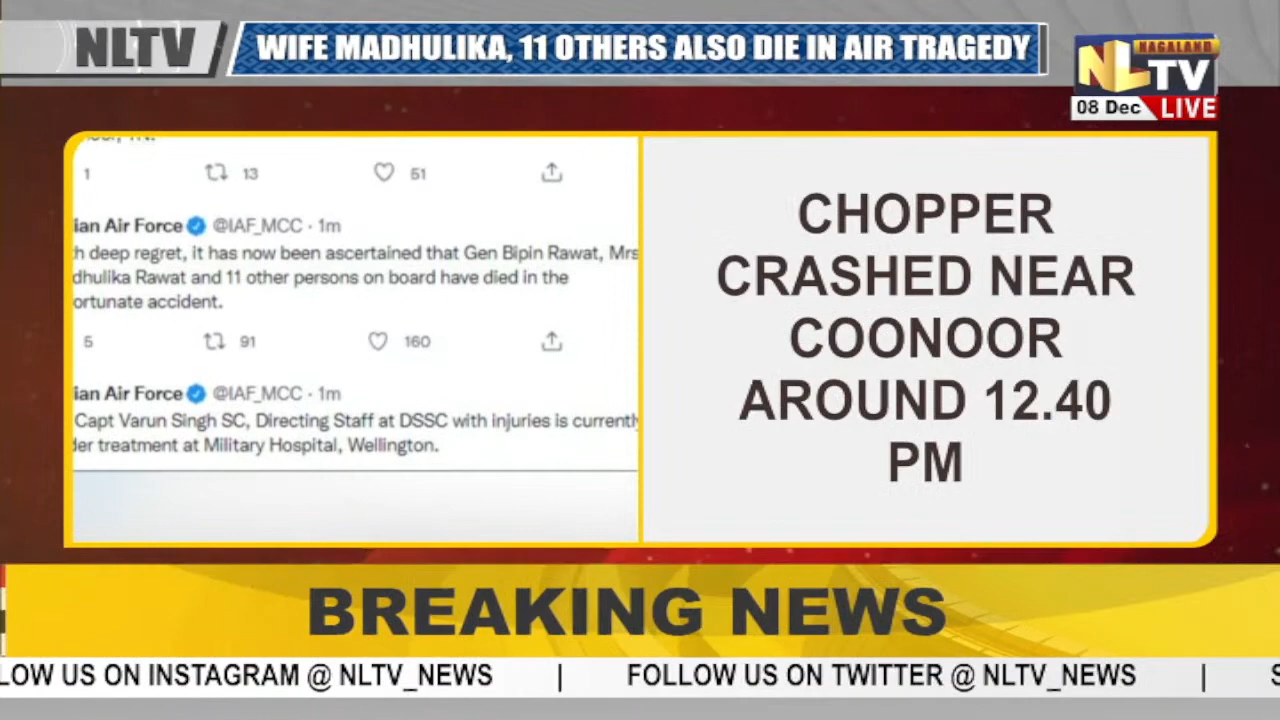 NLTV
WIFE MADHULIKA, 11 OTHERS ALSO DIE IN AIR TRAGEDY
NAGALAND
NLTV
08 Dec LIVE
1 13 51
ian Air Force @IAF_MCC · 1m
h deep regret, it has now been ascertained that Gen Bipin Rawat, Mrs
dhulika Rawat and 11 other persons on board have died in the
ortunate accident.
5 91 160
ian Air Force @IAF_MCC · 1m
Capt Varun Singh SC, Directing Staff at DSSC with injuries is currently
er treatment at Military Hospital, Wellington.
CHOPPER
CRASHED NEAR
COONOOR
AROUND 12.40
PM
BREAKING NEWS
LOW US ON INSTAGRAM @ NLTV_NEWS | FOLLOW US ON TWITTER @ NLTV_NEWS | S